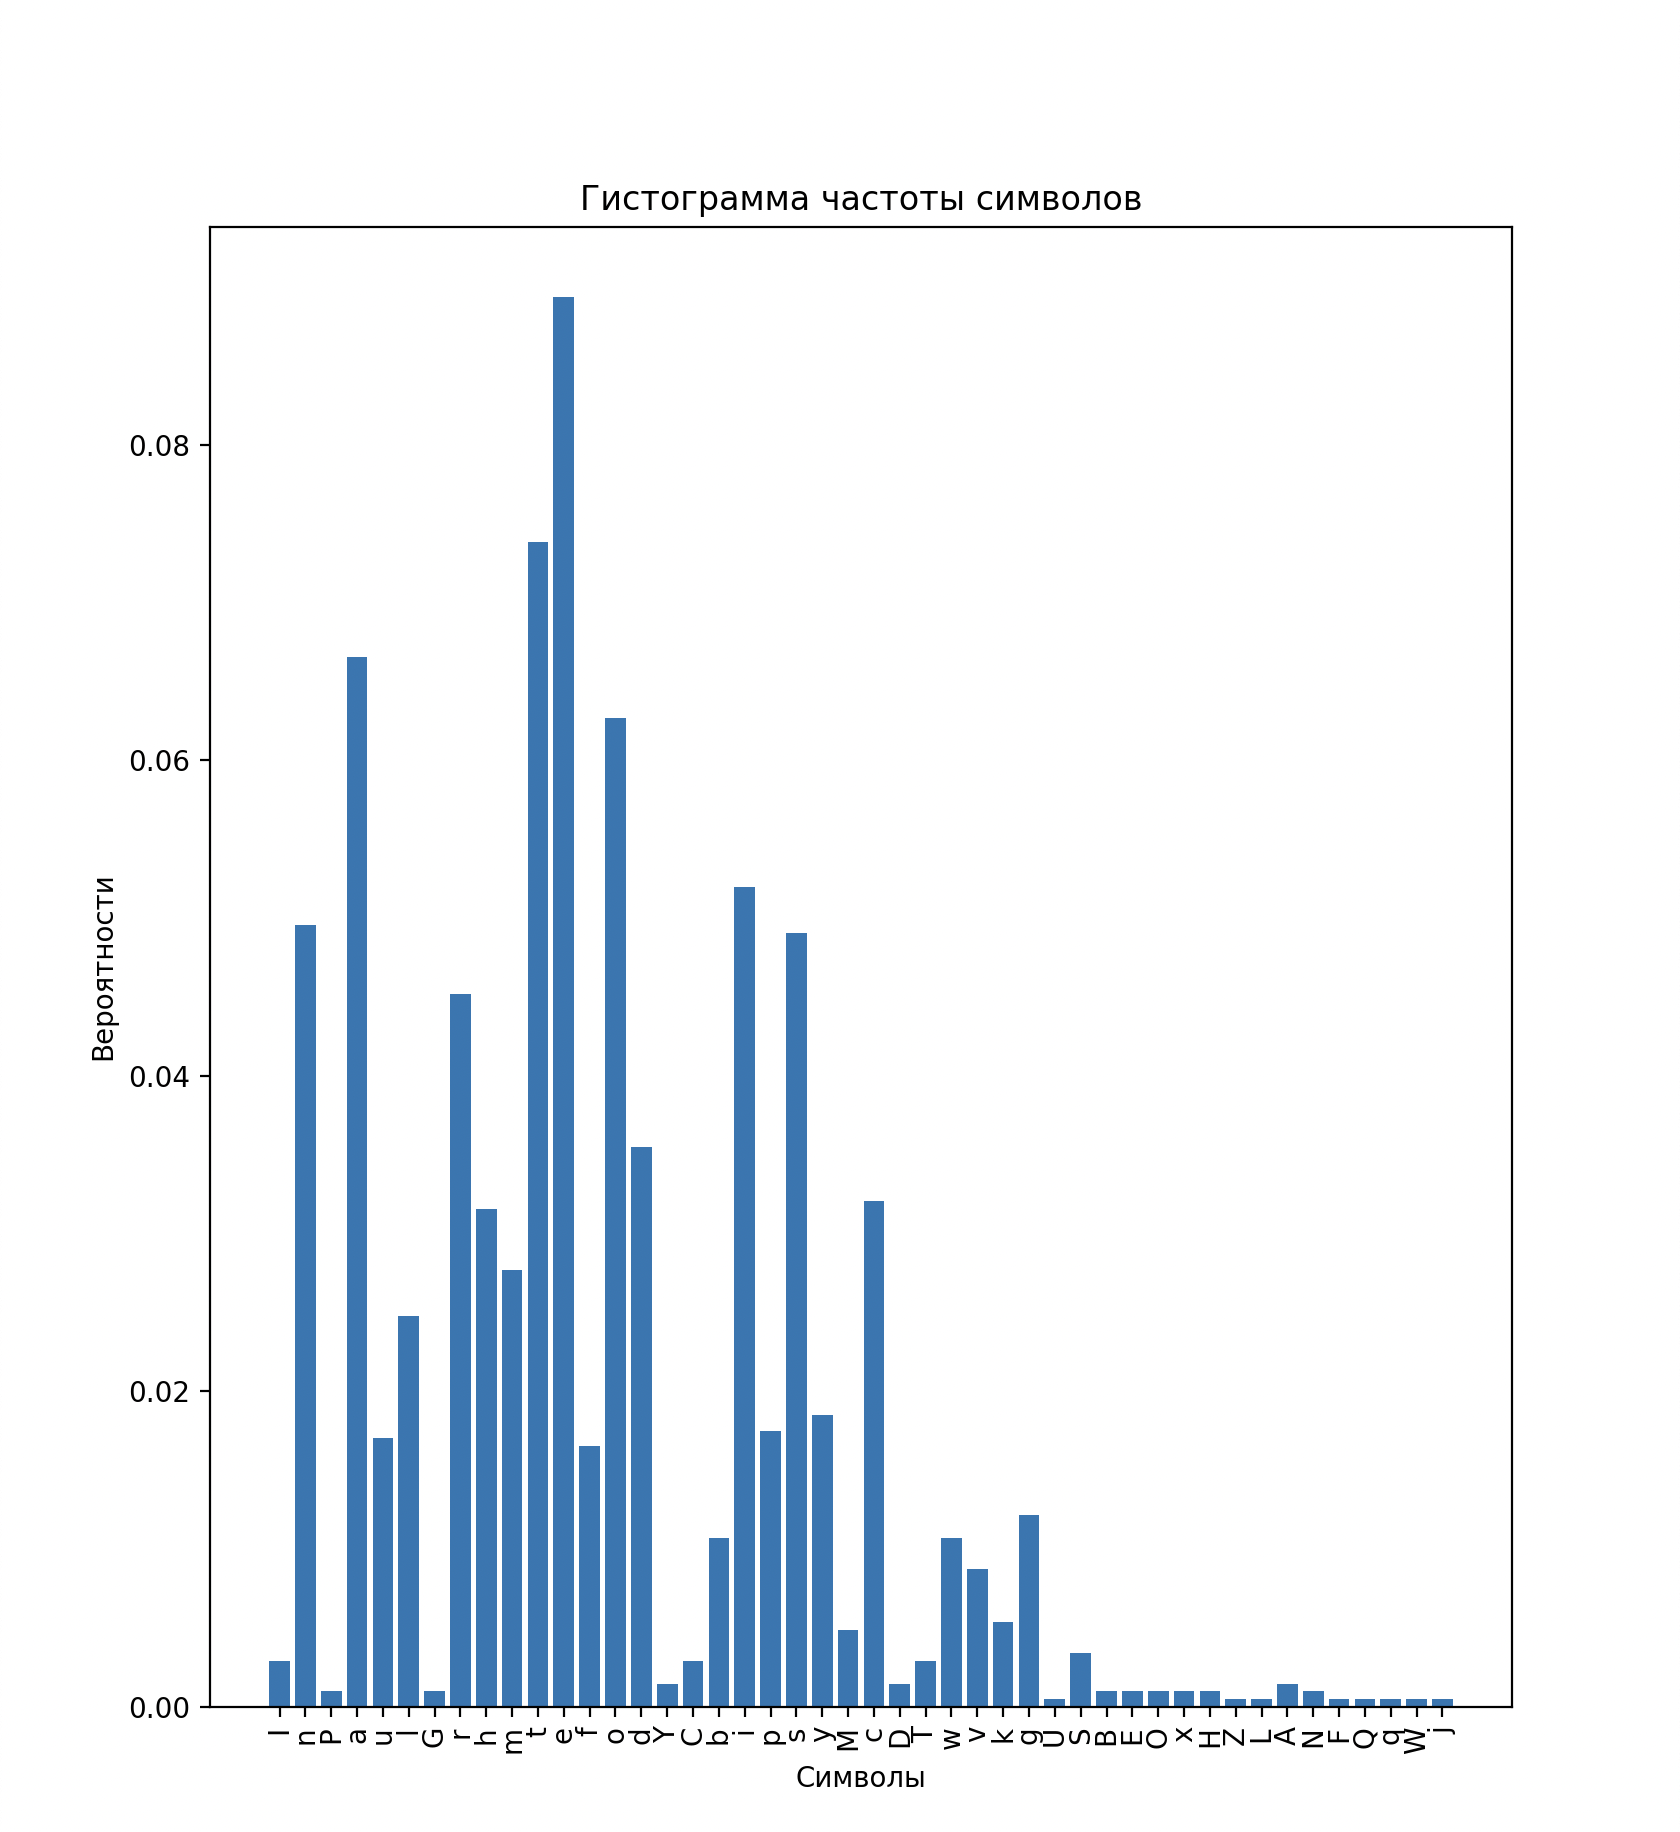 Гистограмма частоты символов
0.08
0.06
0.04
0.02
0.00
Вероятности
I n P a u l G r h m t e f o d Y C b i p s y M c D T w v k g U S B E O x H Z L A N F Q q W j
Символы